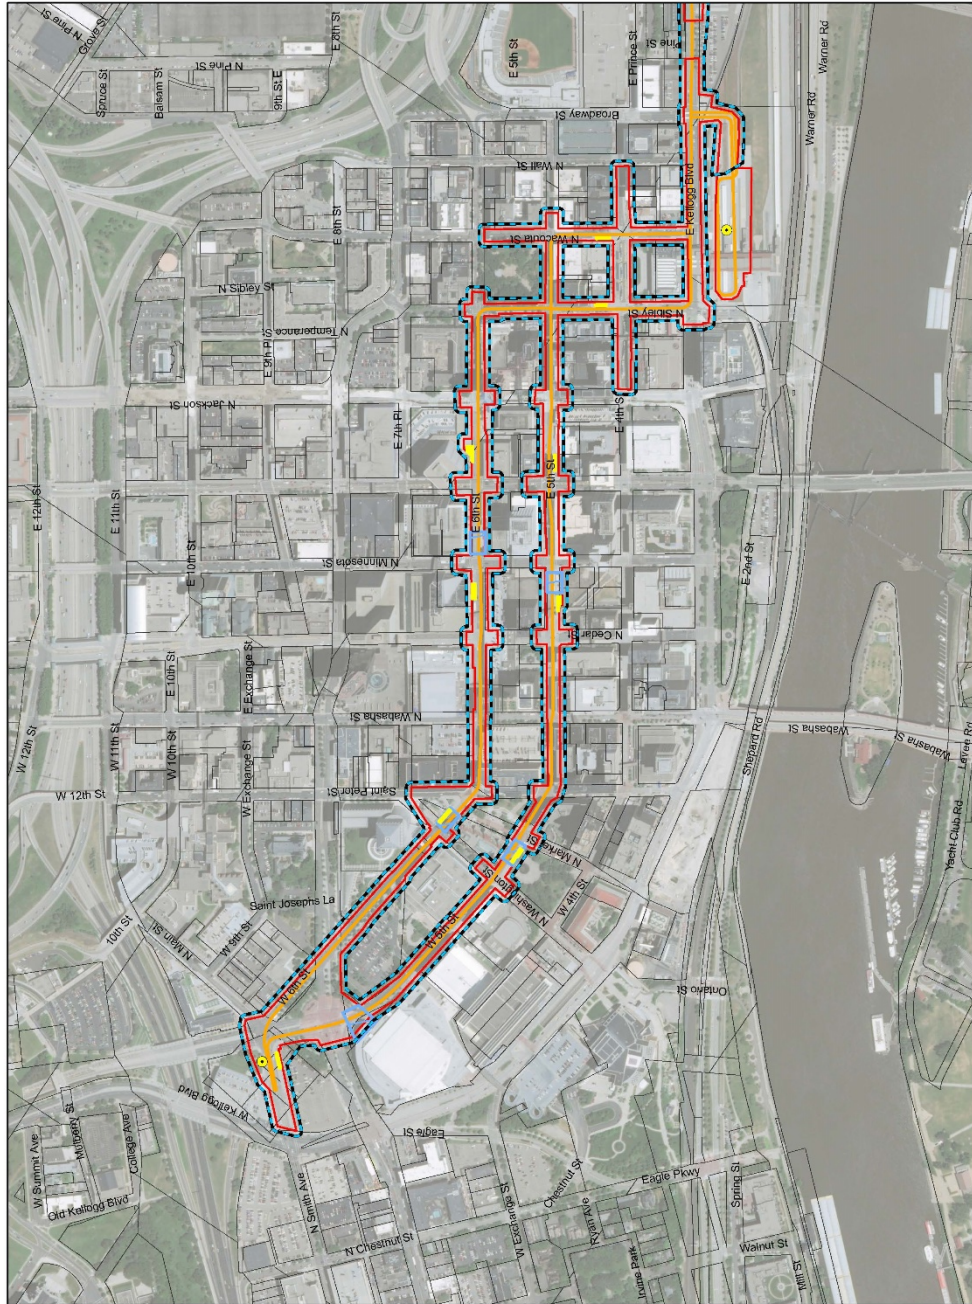 Grove St
N Pine St
N Pine St
E 8th St
E 5th St
E Prince St
Pine St
Warner Rd
Spruce St
Balsam St
9th St E
Broadway St
Warner Rd
N Wall St
E Kellogg Blvd
E 8th St
N Wacouta St
N Sibley St
N Sibley St
N Temperance St
E 9th Pl
N Jackson St
E 7th Pl
E 4th St
E 12th St
E 11th St
E 6th St
E 5th St
E 10th St
N Minnesota St
E 2nd St
N Cedar St
E 10th St
E Exchange St
N Wabasha St
Wabasha St
Wabasha St
N 12th St
W 11th St
W 10th St
W Exchange St
Shepard Rd
Levee Rd
W 12th St
Saint Peter St
Yacht Club Rd
N Market St
N Washington St
W 4th St
Saint Josephs La
10th St
N Main St
W 9th St
W 5th St
W 6th St
Ontario St
W Kellogg Blvd
Mulberry St
W Summit Ave
College Ave
Eagle St
Old Kellogg Blvd
N Smith Ave
Chestnut St
Eagle Pkwy
Spring St
W Exchange St
Ryan Ave
N Chestnut St
Walnut St
Irvine Park
Mill St